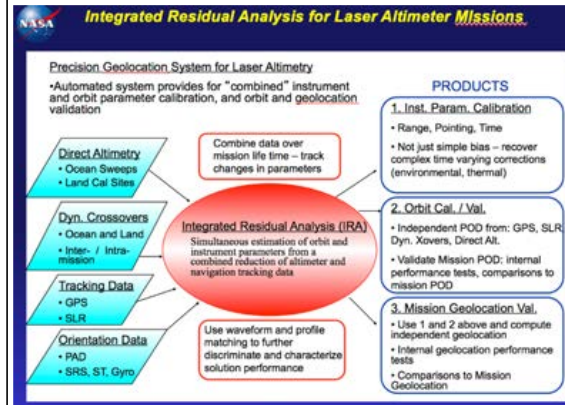 NASA
Integrated Residual Analysis for Laser Altimeter MIssions
Precision Geolocation System for Laser Altimetry
•Automated system provides for "combined" instrument
and orbit parameter calibration, and orbit and geolocation
validation
Direct Altimetry
• Ocean Sweeps
• Land Cal Sites
Dyn. Crossovers
• Ocean and Land
• Inter- / Intra-
mission
Tracking Data
• GPS
• SLR
Orientation Data
• PAD
• SRS, ST, Gyro
Combine data over
mission life time – track
changes in parameters
Integrated Residual Analysis (IRA)
Simultaneous estimation of orbit and
instrument parameters from a
combined reduction of altimeter and
navigation tracking data
Use waveform and profile
matching to further
discriminate and characterize
solution performance
PRODUCTS
1. Inst. Param. Calibration
• Range, Pointing, Time
• Not just simple bias – recover
complex time varying corrections
(environmental, thermal)
2. Orbit Cal. / Val.
• Independent POD from: GPS, SLR,
Dyn. Xovers, Direct Alt.
• Validate Mission POD: internal
performance tests, comparisons to
mission POD
3. Mission Geolocation Val.
• Use 1 and 2 above and compute
independent geolocation
• Internal geolocation performance
tests
• Comparisons to Mission
Geolocation